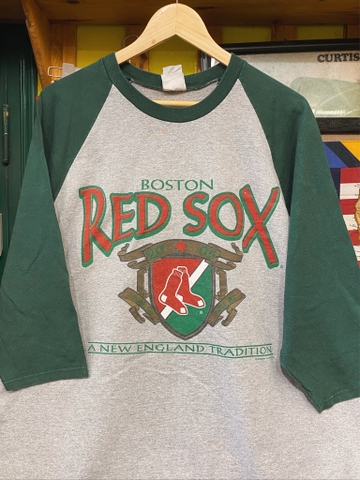 CURTIS
BOSTON
RED SOX
A NEW ENGLAND TRADITION